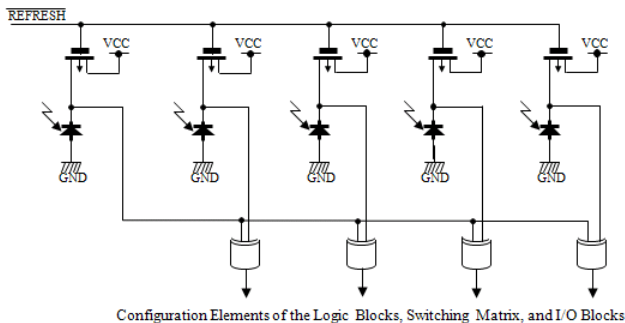 REFRESH
VCC VCC VCC VCC VCC
GND GND GND GND GND
Configuration Elements of the Logic Blocks, Switching Matrix, and I/O Blocks